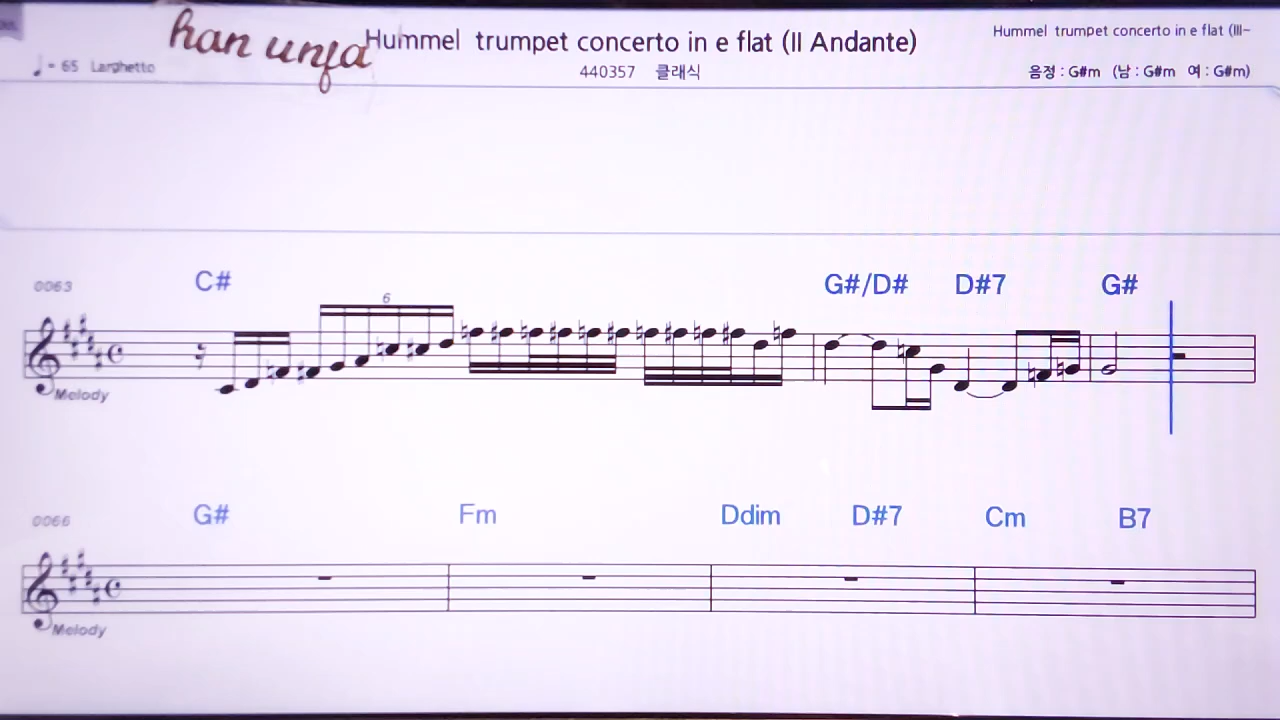 han unfa
Hummel trumpet concerto in e flat (II Andante)
Hummel trumpet concerto in e flat (III~
♩= 65 Larghetto
440357 클래식
음정 : G#m (남 : G#m 여 : G#m)
0063 C# G#/D# D#7 G#
6
Melody
0066 G# Fm Ddim D#7 Cm B7
Melody